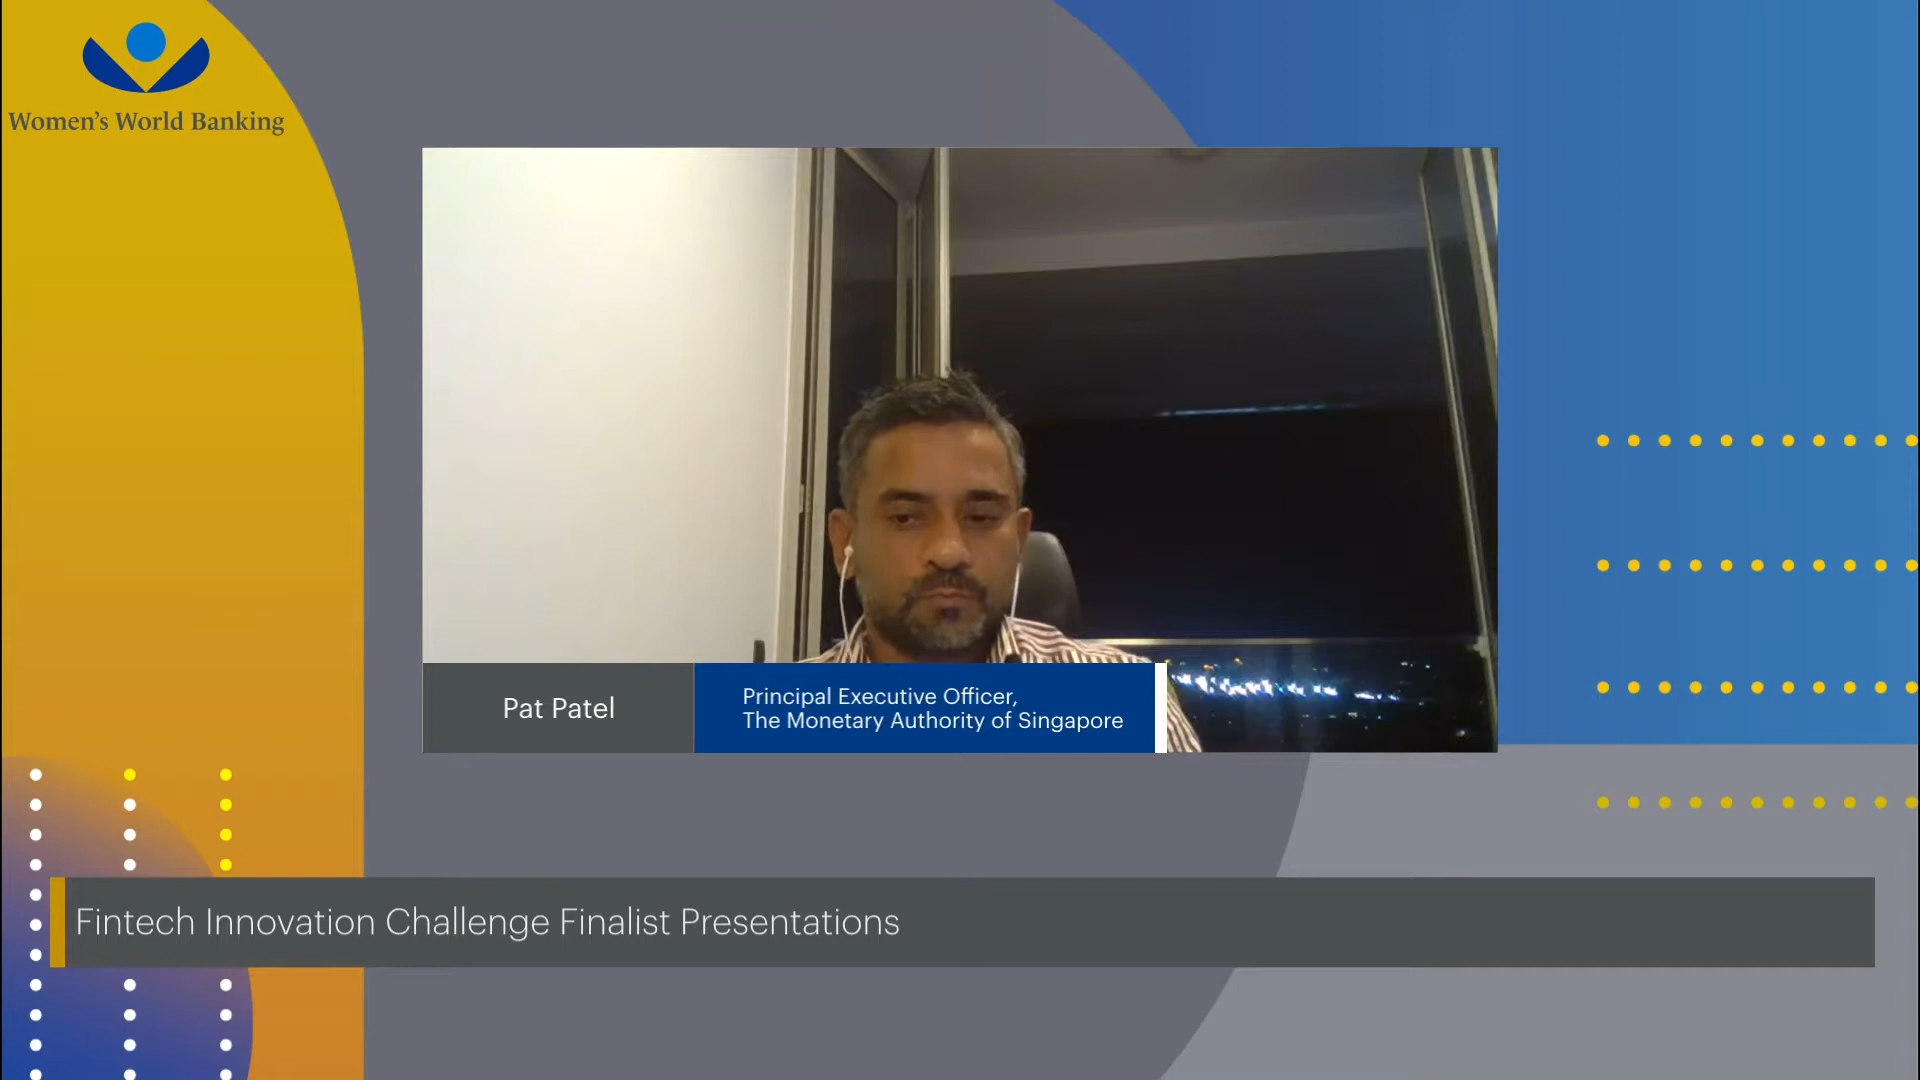 Women's World Banking
Pat Patel
Principal Executive Officer,
The Monetary Authority of Singapore
Fintech Innovation Challenge Finalist Presentations